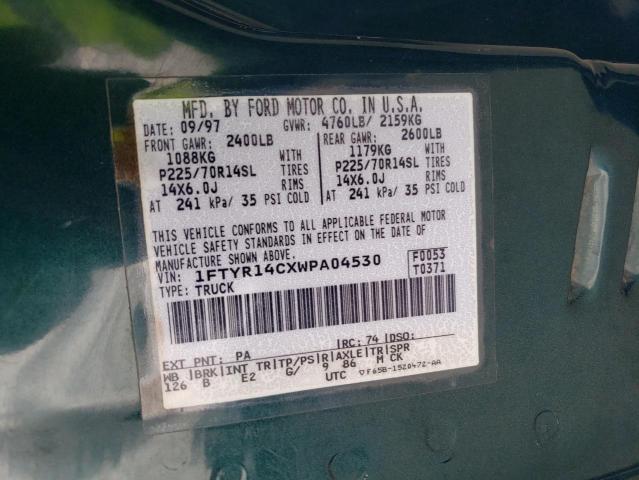 MFD. BY FORD MOTOR CO. IN U.S.A.
DATE: 09/97 GVWR: 4760LB/ 2159KG
FRONT GAWR: 2400LB REAR GAWR: 2600LB
1088KG WITH 1179KG WITH
P225/70R14SL TIRES P225/70R14SL TIRES
14X6.0J RIMS 14X6.0J RIMS
AT 241 kPa/ 35 PSI COLD AT 241 kPa/ 35 PSI COLD
THIS VEHICLE CONFORMS TO ALL APPLICABLE FEDERAL MOTOR
VEHICLE SAFETY STANDARDS IN EFFECT ON THE DATE OF
MANUFACTURE SHOWN ABOVE.
VIN: 1FTYR14CXWPA04530 F0053
TYPE: TRUCK T0371
EXT PNT: PA RC: 74 DSO:
WB BRK INT TR TP/PS R AXLE TR SPR
126 B E2 G/ 9 86 M CK
UTC F65B-1520472-AA